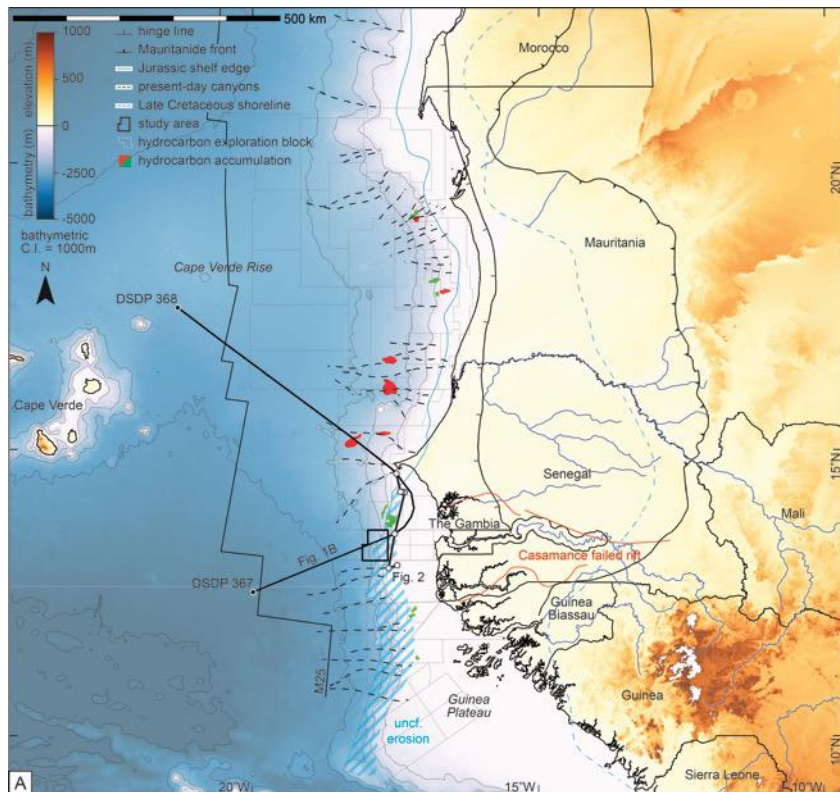 500 km
1000
500
0
-2500
-5000
elevation (m)
bathymetry (m)
bathymetric
C.I. = 1000m
N
hinge line
Mauritanide front
Jurassic shelf edge
present-day canyons
Late Cretaceous shoreline
study area
hydrocarbon exploration block
hydrocarbon accumulation
Morocco
20°N
Mauritania
Cape Verde Rise
DSDP 368
Cape Verde
15°N
Senegal
Mali
The Gambia
Casamance failed rift
Fig. 1B
DSDP 367
Fig. 2
Guinea
Biassau
M25
Guinea
Plateau
Guinea
uncf.
erosion
10°N
Sierra Leone
A
20°W
15°W
10°W